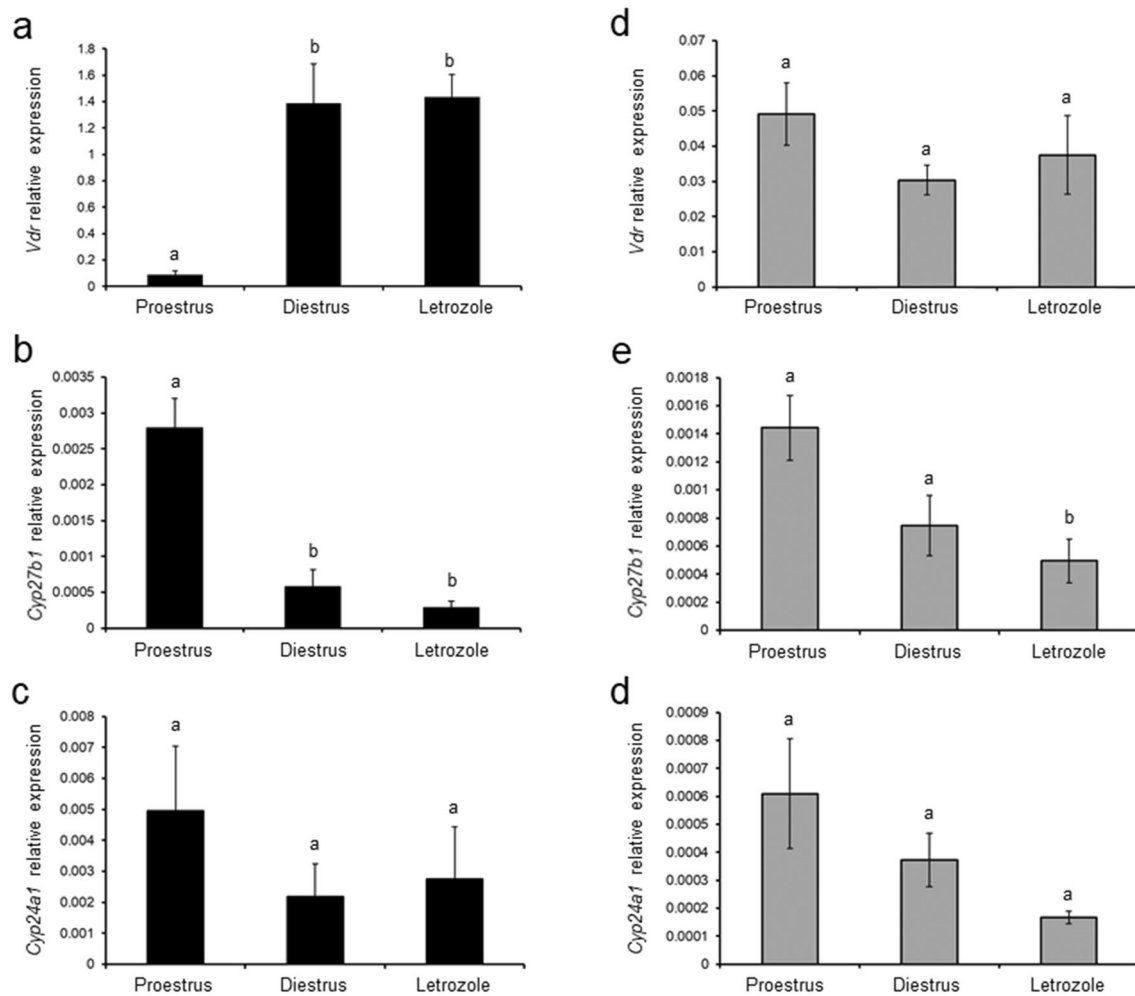 a
Vdr relative expression
1.8
1.6
1.4
1.2
1
0.8
0.6
0.4
0.2
0
a
b
b
Proestrus Diestrus Letrozole
d
Vdr relative expression
0.07
0.06
0.05
0.04
0.03
0.02
0.01
0
a
a
a
Proestrus Diestrus Letrozole
b
Cyp27b1 relative expression
0.0035
0.003
0.0025
0.002
0.0015
0.001
0.0005
0
a
b
b
Proestrus Diestrus Letrozole
e
Cyp27b1 relative expression
0.0018
0.0016
0.0014
0.0012
0.001
0.0008
0.0006
0.0004
0.0002
0
a
a
b
Proestrus Diestrus Letrozole
c
Cyp24a1 relative expression
0.008
0.007
0.006
0.005
0.004
0.003
0.002
0.001
0
a
a
a
Proestrus Diestrus Letrozole
d
Cyp24a1 relative expression
0.0009
0.0008
0.0007
0.0006
0.0005
0.0004
0.0003
0.0002
0.0001
0
a
a
a
Proestrus Diestrus Letrozole